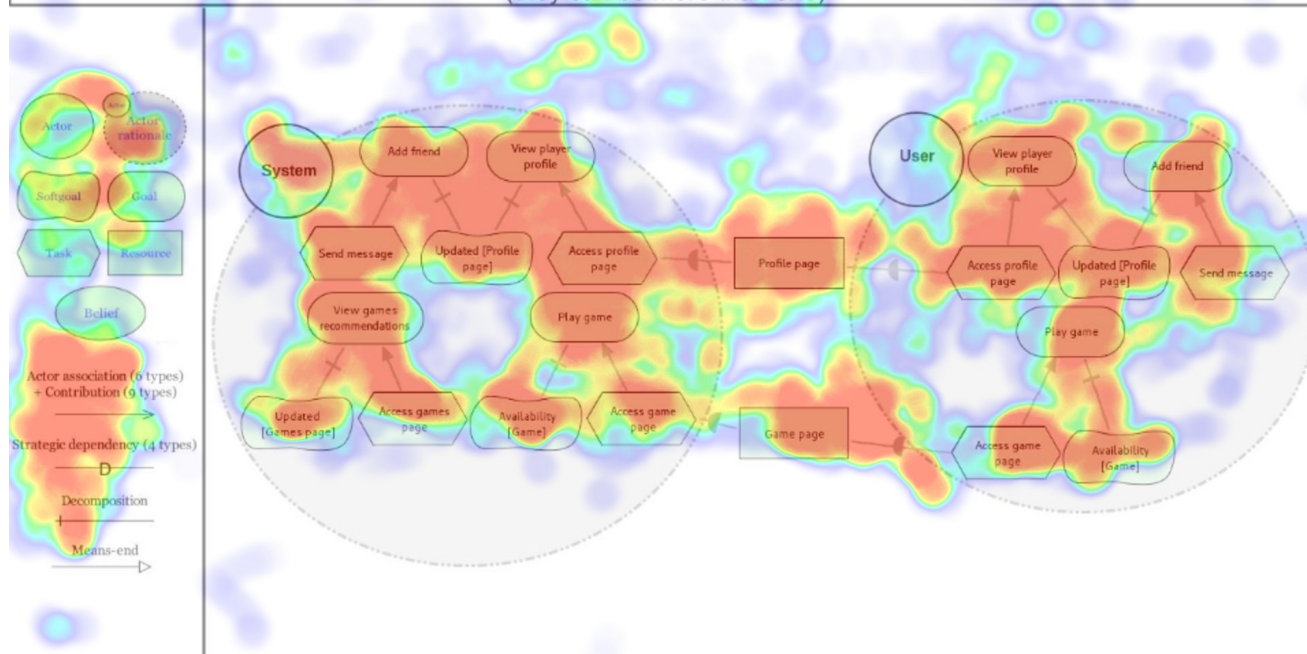 Actor
Actor
rationale
Softgoal
Goal
Task
Resource
Belief
Actor association (6 types)
+ Contribution (9 types)
Strategic dependency (4 types)
D
Decomposition
Means-end
System
Add friend
View player
profile
Send message
Updated [Profile
page]
Access profile
page
View games
recommendations
Play game
Updated
[Games page]
Access games
page
Availability
[Game]
Access game
page
Profile page
Game page
User
View player
profile
Add friend
Access profile
page
Updated [Profile
page]
Send message
Play game
Access game
page
Availability
[Game]